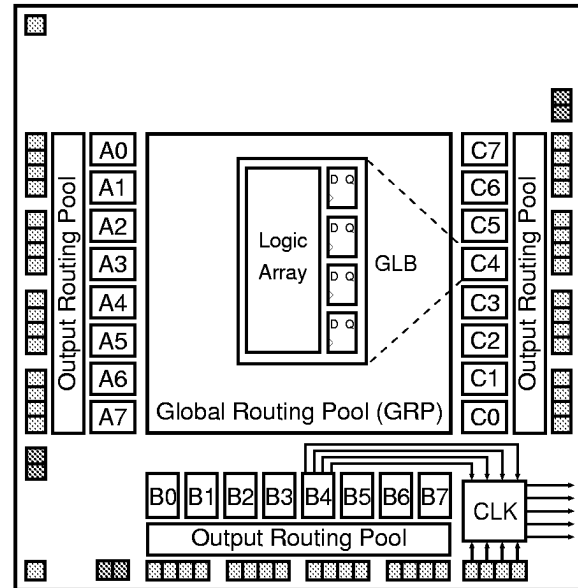 Output Routing Pool
A0
A1
A2
A3
A4
A5
A6
A7
Logic
Array
D Q
D Q
D Q
D Q
GLB
Global Routing Pool (GRP)
C7
C6
C5
C4
C3
C2
C1
C0
Output Routing Pool
B0 B1 B2 B3 B4 B5 B6 B7
Output Routing Pool
CLK